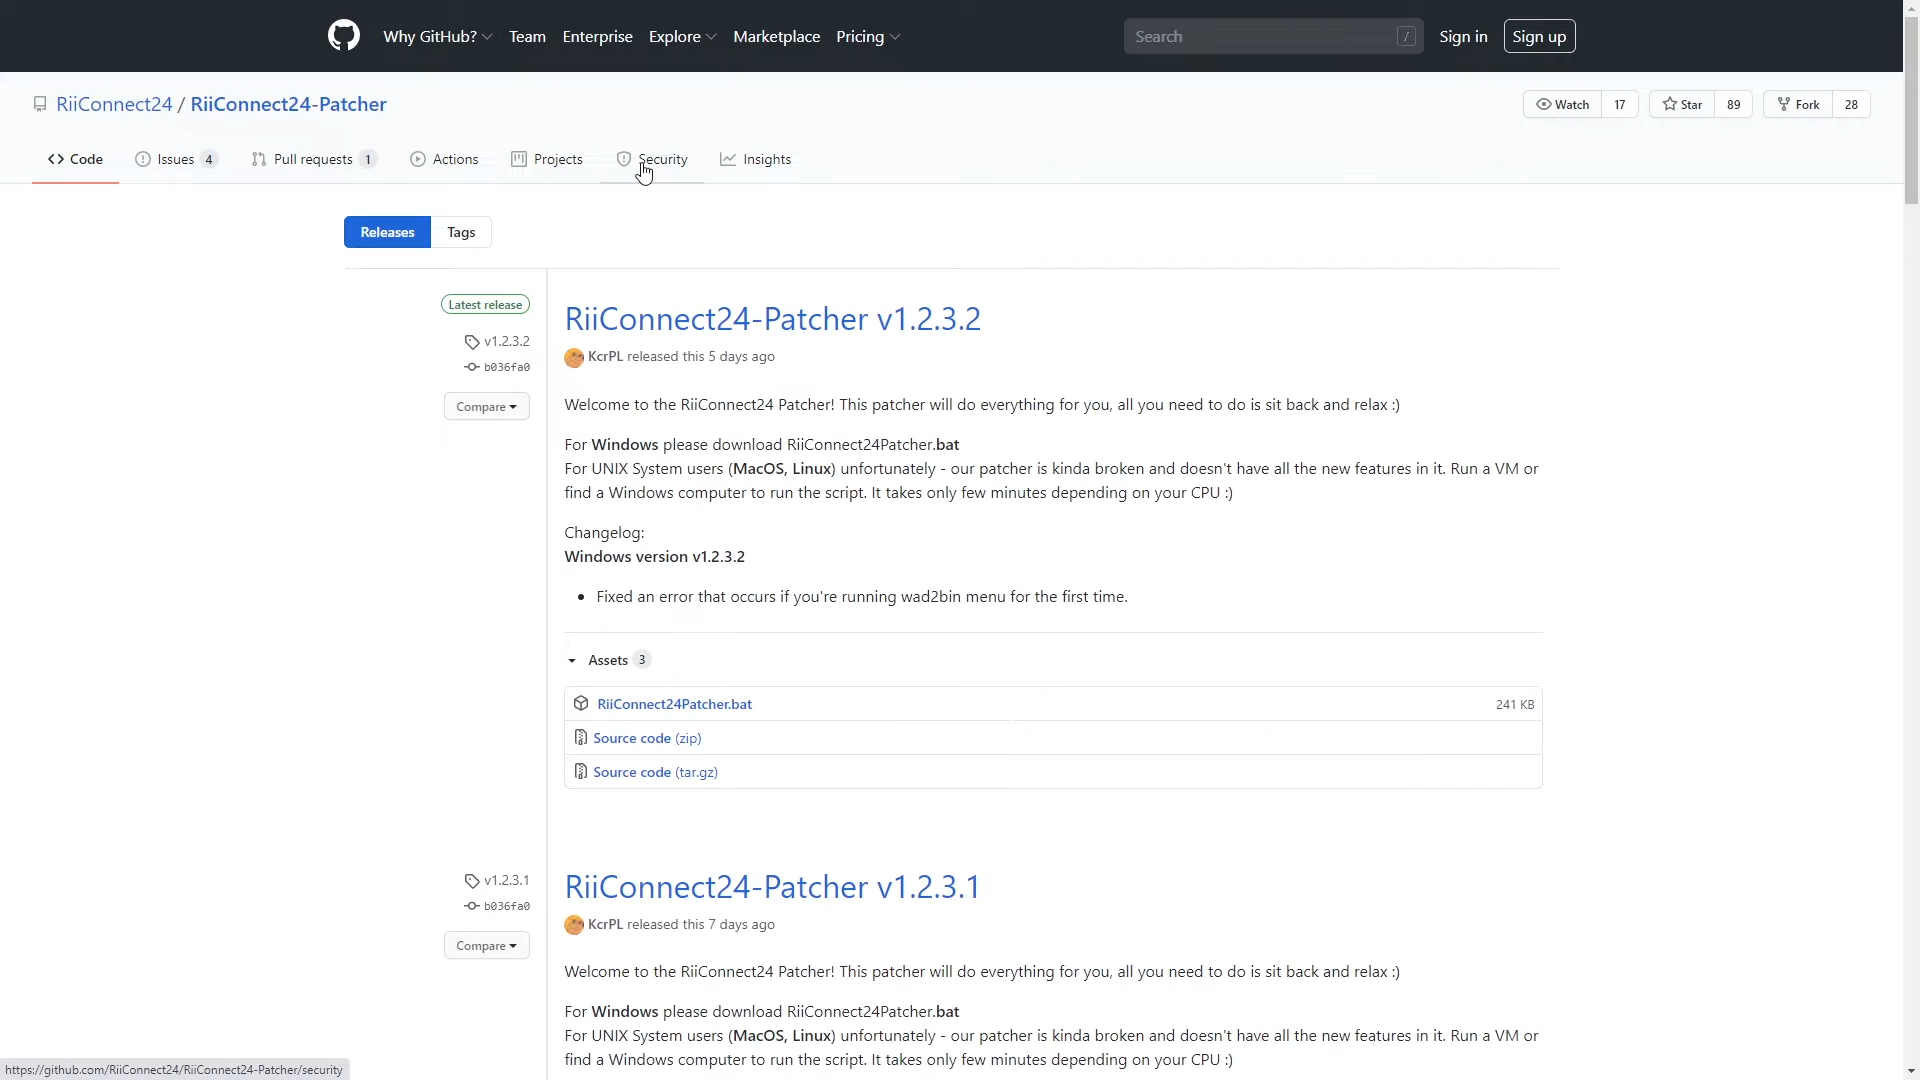 Why GitHub? Team Enterprise Explore Marketplace Pricing Search / Sign in Sign up
RiiConnect24 / RiiConnect24-Patcher Watch 17 Star 89 Fork 28
Code Issues 4 Pull requests 1 Actions Projects Security Insights
Releases Tags
Latest release
v1.2.3.2
b036fa0
Compare
RiiConnect24-Patcher v1.2.3.2
KcrPL released this 5 days ago
Welcome to the RiiConnect24 Patcher! This patcher will do everything for you, all you need to do is sit back and relax :)
For Windows please download RiiConnect24Patcher.bat
For UNIX System users (MacOS, Linux) unfortunately - our patcher is kinda broken and doesn't have all the new features in it. Run a VM or
find a Windows computer to run the script. It takes only few minutes depending on your CPU :)
Changelog:
Windows version v1.2.3.2
• Fixed an error that occurs if you're running wad2bin menu for the first time.
Assets 3
RiiConnect24Patcher.bat 241 KB
Source code (zip)
Source code (tar.gz)
v1.2.3.1
b036fa0
Compare
RiiConnect24-Patcher v1.2.3.1
KcrPL released this 7 days ago
Welcome to the RiiConnect24 Patcher! This patcher will do everything for you, all you need to do is sit back and relax :)
For Windows please download RiiConnect24Patcher.bat
For UNIX System users (MacOS, Linux) unfortunately - our patcher is kinda broken and doesn't have all the new features in it. Run a VM or
find a Windows computer to run the script. It takes only few minutes depending on your CPU :)
https://github.com/RiiConnect24/RiiConnect24-Patcher/security